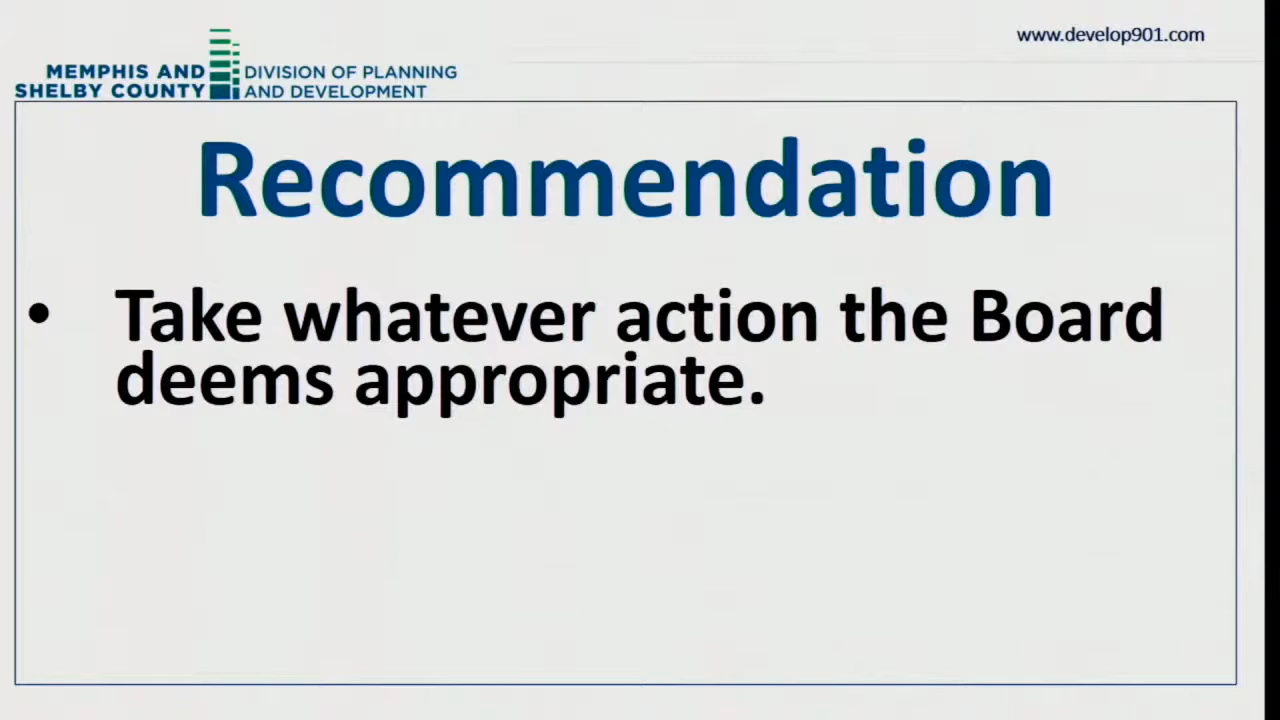 www.develop901.com
MEMPHIS AND
SHELBY COUNTY
DIVISION OF PLANNING
AND DEVELOPMENT
Recommendation
• Take whatever action the Board
deems appropriate.